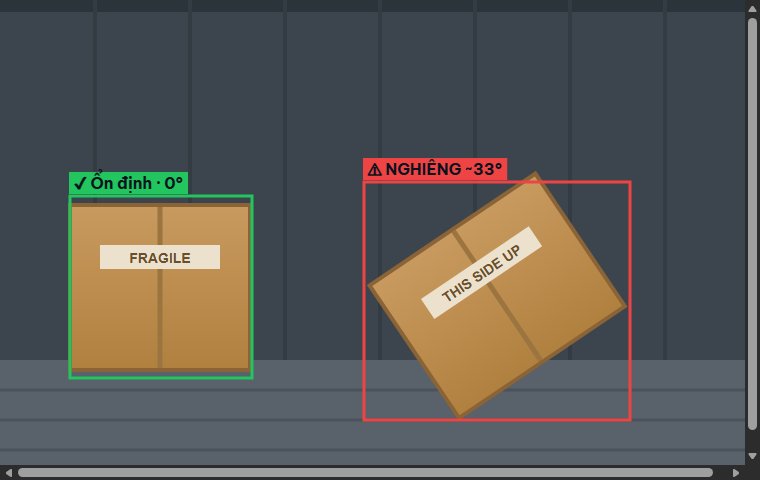 ✓ Ổn định · 0°
FRAGILE
⚠ NGHIÊNG ~33°
THIS SIDE UP